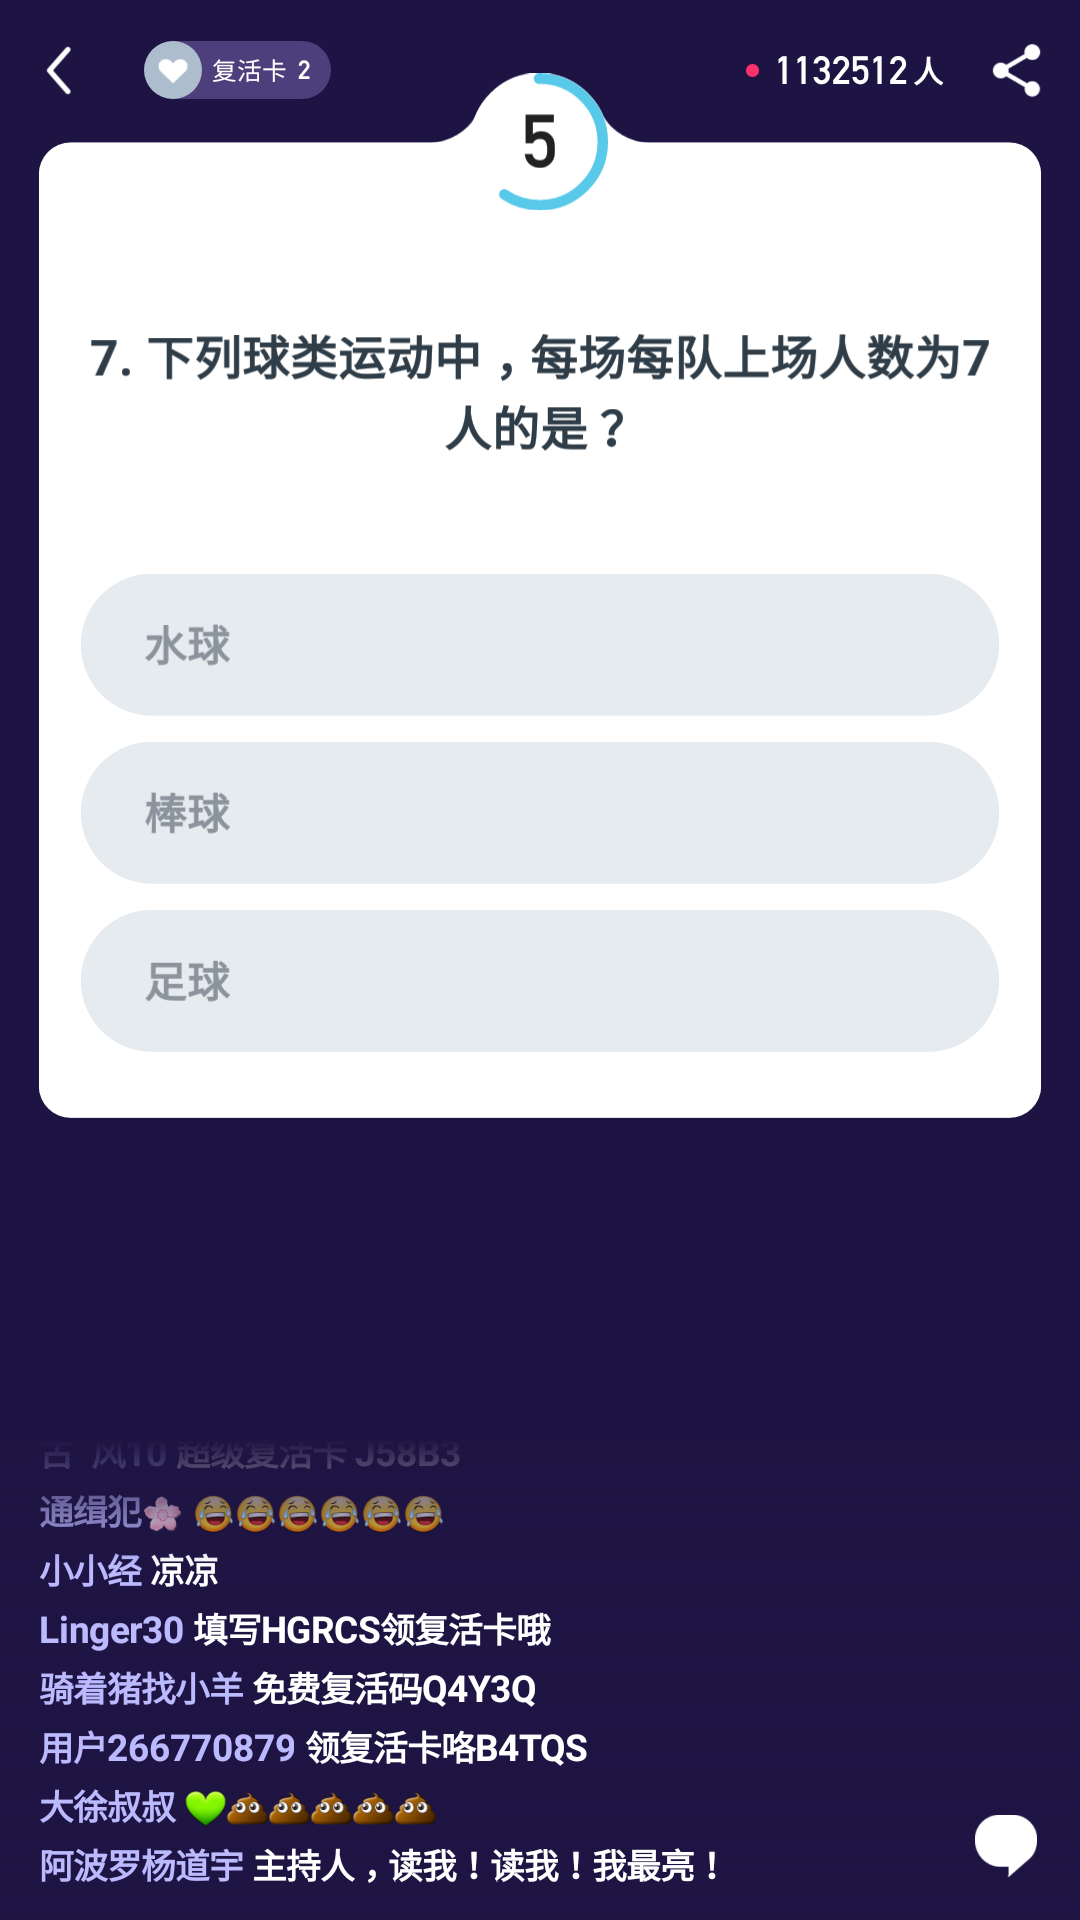 复活卡 2
1132512人
5
7. 下列球类运动中，每场每队上场人数为7
人的是？
水球
棒球
足球
古 风10 超级复活卡 J58B3
通缉犯🌸 😂😂😂😂😂😂
小小经 凉凉
Linger30 填写HGRCS领复活卡哦
骑着猪找小羊 免费复活码Q4Y3Q
用户266770879 领复活卡咯B4TQS
大徐叔叔 💚💩💩💩💩💩
阿波罗杨道宇 主持人，读我！读我！我最亮！